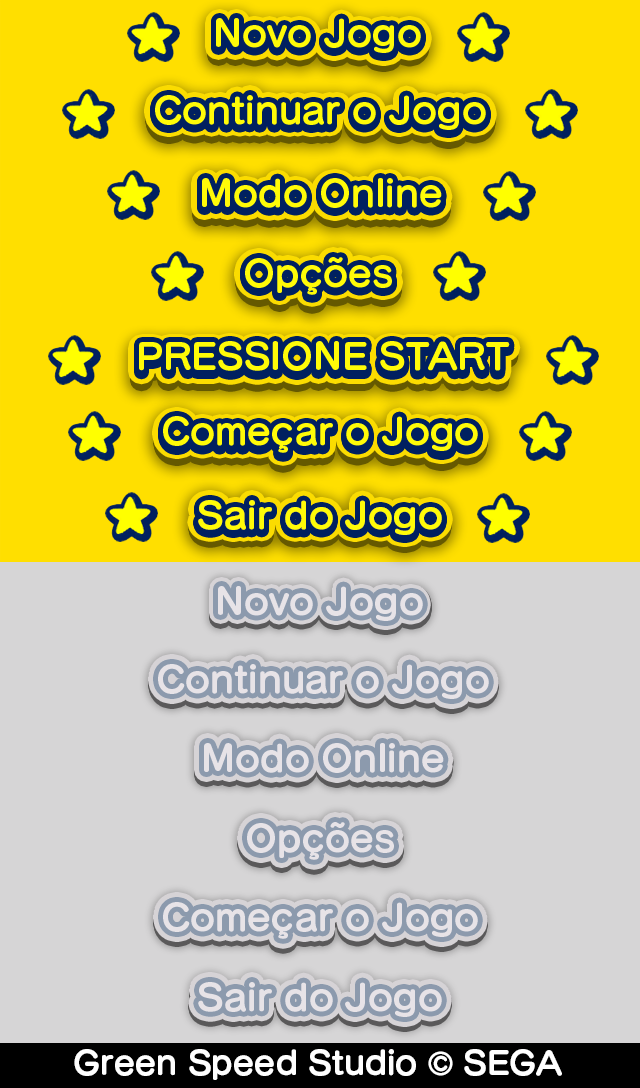 Novo Jogo
Continuar o Jogo
Modo Online
Opções
PRESSIONE START
Começar o Jogo
Sair do Jogo
Novo Jogo
Continuar o Jogo
Modo Online
Opções
Começar o Jogo
Sair do Jogo
Green Speed Studio © SEGA